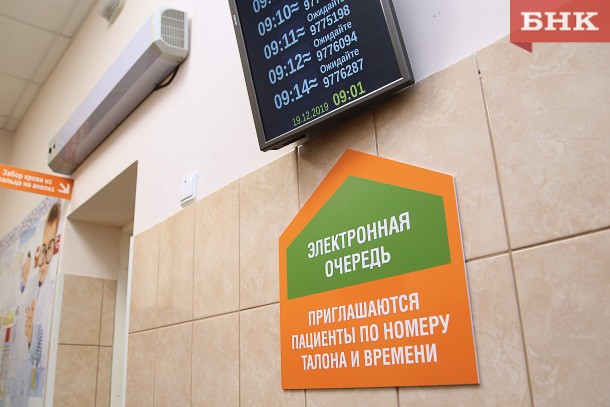 БНК
09:10≈ 9775198
Ожидайте
09:11≈ 9776094
Ожидайте
09:12≈ 9776287
Ожидайте
09:14≈
19.12.2019 09:01
Забор крови из
пальца на анализ
ЭЛЕКТРОННАЯ
ОЧЕРЕДЬ
ПРИГЛАШАЮТСЯ
ПАЦИЕНТЫ ПО НОМЕРУ
ТАЛОНА И ВРЕМЕНИ